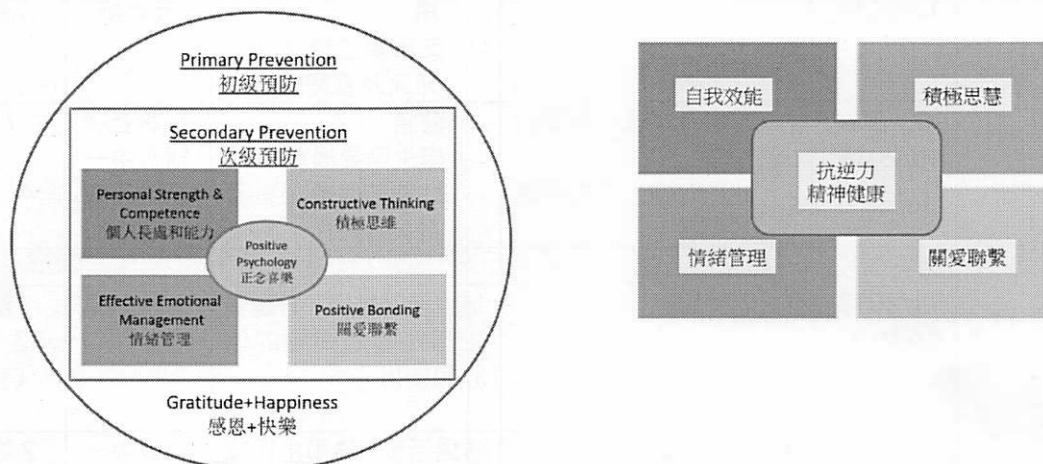 Primary Prevention
初級預防
Secondary Prevention
次級預防
Personal Strength &
Competence
個人長處和能力
Constructive Thinking
積極思維
Positive
Psychology
正念喜樂
Effective Emotional
Management
情緒管理
Positive Bonding
關愛聯繫
Gratitude+Happiness
感恩+快樂
自我效能
積極思慧
抗逆力
精神健康
情緒管理
關愛聯繫